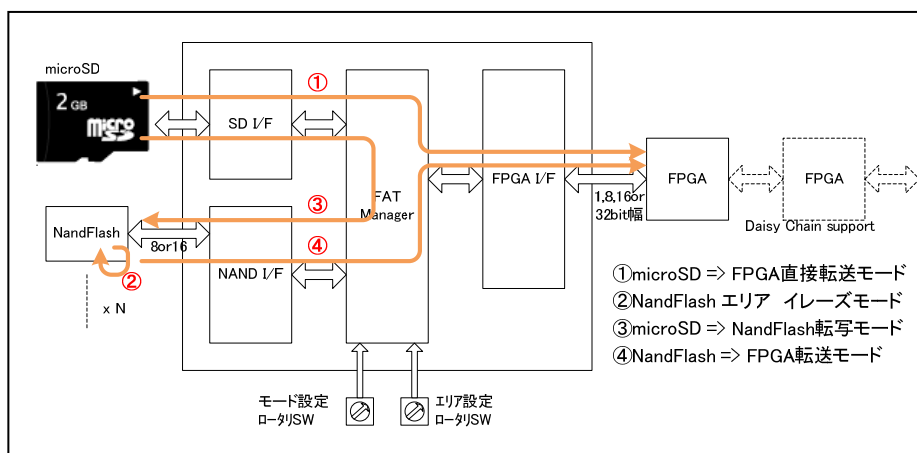 microSD
2 GB
micro SD
SD I/F
①
FAT Manager
FPGA I/F
FPGA
FPGA
1,8,16or
32bit幅
Daisy Chain support
NandFlash
③
8or16
④
NAND I/F
②
x N
①microSD => FPGA直接転送モード
②NandFlash エリア イレーズモード
③microSD => NandFlash転写モード
④NandFlash => FPGA転送モード
モード設定
ロータリSW
エリア設定
ロータリSW